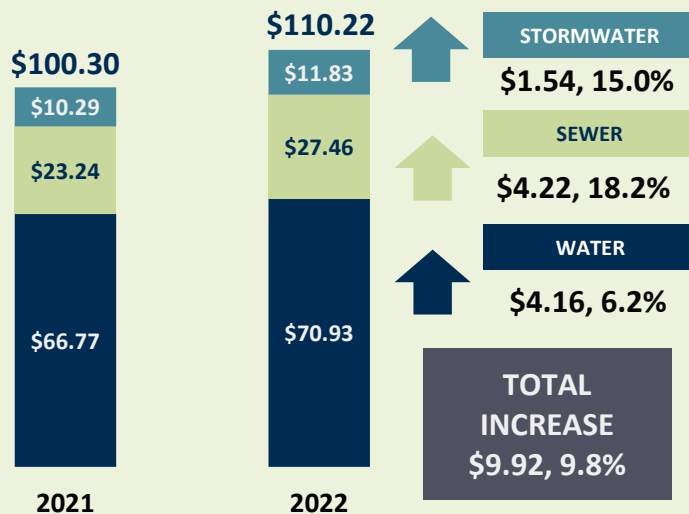 $100.30
$10.29
$23.24
$66.77
2021
$110.22
$11.83
$27.46
$70.93
2022
STORMWATER
$1.54, 15.0%
SEWER
$4.22, 18.2%
WATER
$4.16, 6.2%
TOTAL
INCREASE
$9.92, 9.8%